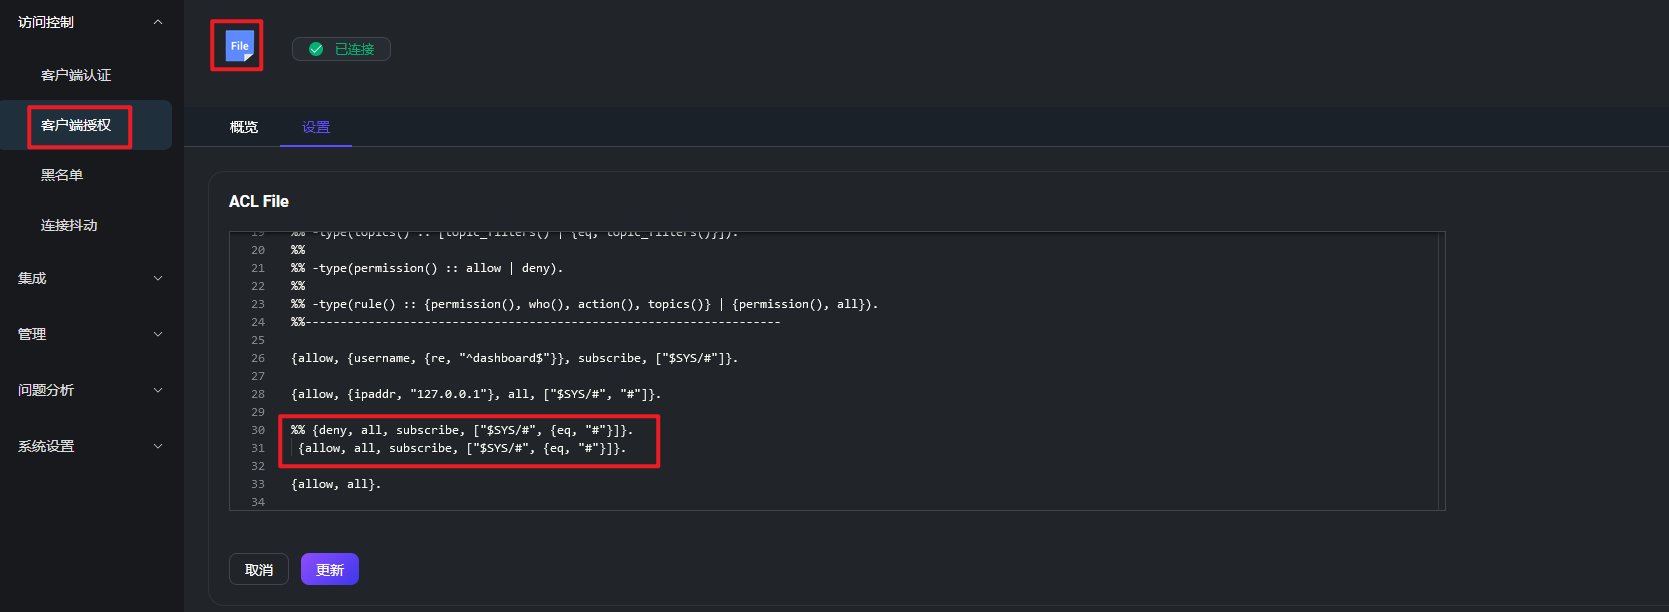 访问控制
客户端认证
客户端授权
黑名单
连接抖动
集成
管理
问题分析
系统设置
File
已连接
概览
设置
ACL File
19 %% -type(topics() :: [topic_filters() | {eq, topic_filters()}]).
20 %%
21 %% -type(permission() :: allow | deny).
22 %%
23 %% -type(rule() :: {permission(), who(), action(), topics()} | {permission(), all}).
24 %%--------------------------------------------------------------------
25
26 {allow, {username, {re, "^dashboard$"}}, subscribe, ["$SYS/#"]}.
27
28 {allow, {ipaddr, "127.0.0.1"}, all, ["$SYS/#", "#"]}.
29
30 %% {deny, all, subscribe, ["$SYS/#", {eq, "#"}]}.
31  {allow, all, subscribe, ["$SYS/#", {eq, "#"}]}.
32
33 {allow, all}.
34
取消
更新